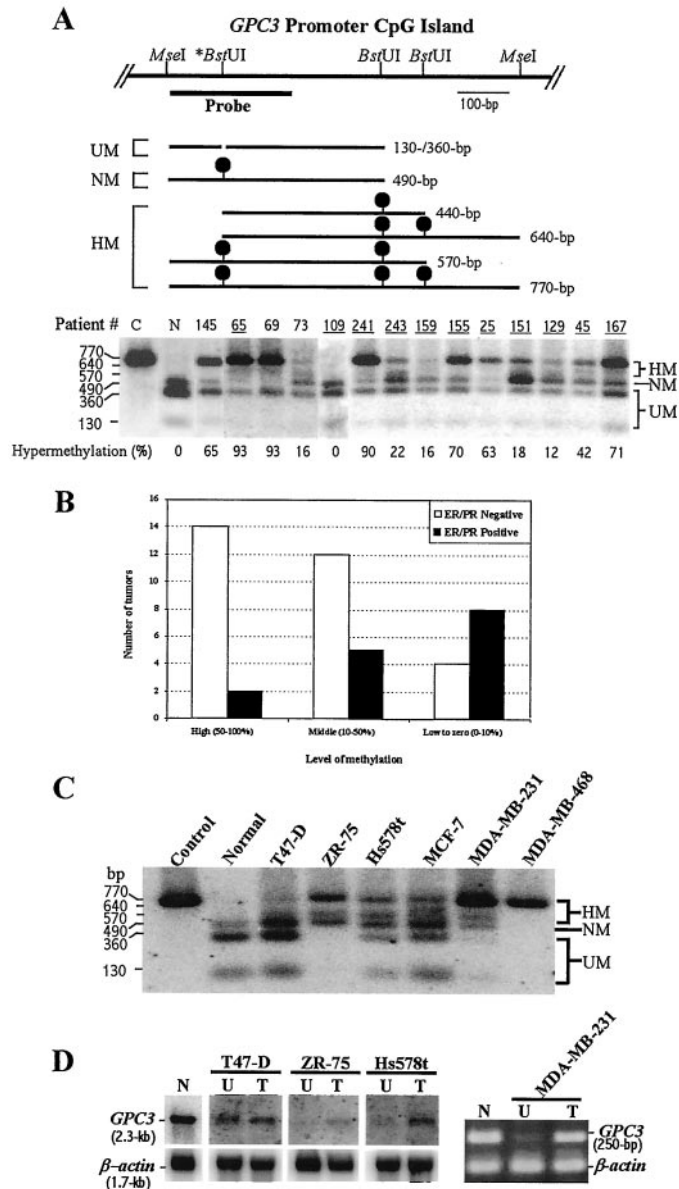 A
GPC3 Promoter CpG Island
MseI *BstUI BstUI BstUI MseI
Probe 100-bp
UM 130-/360-bp
NM 490-bp
440-bp
HM 640-bp
570-bp
770-bp
Patient # C N 145 65 69 73 109 241 243 159 155 25 151 129 45 167
770
640
570
490
360
130
HM
NM
UM
Hypermethylation (%) 0 65 93 93 16 0 90 22 16 70 63 18 12 42 71
B
16
14
12
10
8
6
4
2
0
Number of tumors
ER/PR Negative
ER/PR Positive
High (50-100%) Middle (10-50%) Low to zero (0-10%)
Level of methylation
C
Control Normal T47-D ZR-75 Hs578t MCF-7 MDA-MB-231 MDA-MB-468
bp
770
640
570
490
360
130
HM
NM
UM
D
T47-D ZR-75 Hs578t MDA-MB-231
N U T U T U T N U T
GPC3
(2.3-kb)
β-actin
(1.7-kb)
GPC3
(250-bp)
β-actin